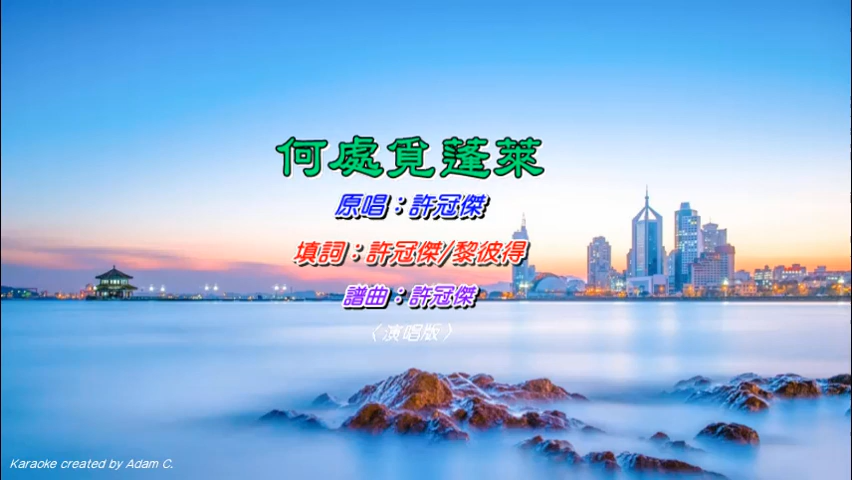 何處覓蓬萊
原唱：許冠傑
填詞：許冠傑/黎彼得
譜曲：許冠傑
〈演唱版〉
Karaoke created by Adam C.